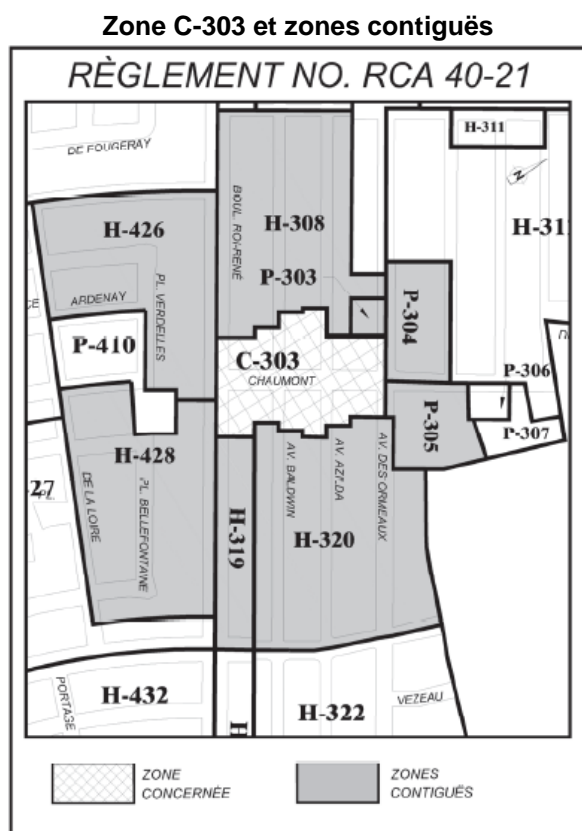 Zone C-303 et zones contiguës
RÈGLEMENT NO. RCA 40-21
DE FOUGERAY
H-311
N
H-426
BOUL. ROI-RENÉ
H-308
H-311
P-303
ARDENAY
PL. VERDELLES
P-304
P-410
C-303
CHAUMONT
P-306
P-305
P-307
H-428
27
DE LA LOIRE
PL. BELLEFONTAINE
H-319
AV. BALDWIN
AV. AZILDA
AV. DES ORMEAUX
H-320
H-432
PORTAGE
H
H-322
VEZEAU
ZONE
CONCERNÉE
ZONES
CONTIGUËS